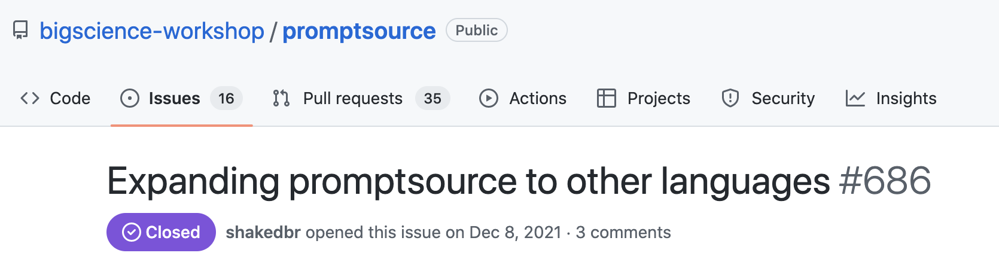 bigscience-workshop / promptsource Public
Code Issues 16 Pull requests 35 Actions Projects Security Insights
Expanding promptsource to other languages #686
Closed shakedbr opened this issue on Dec 8, 2021 · 3 comments